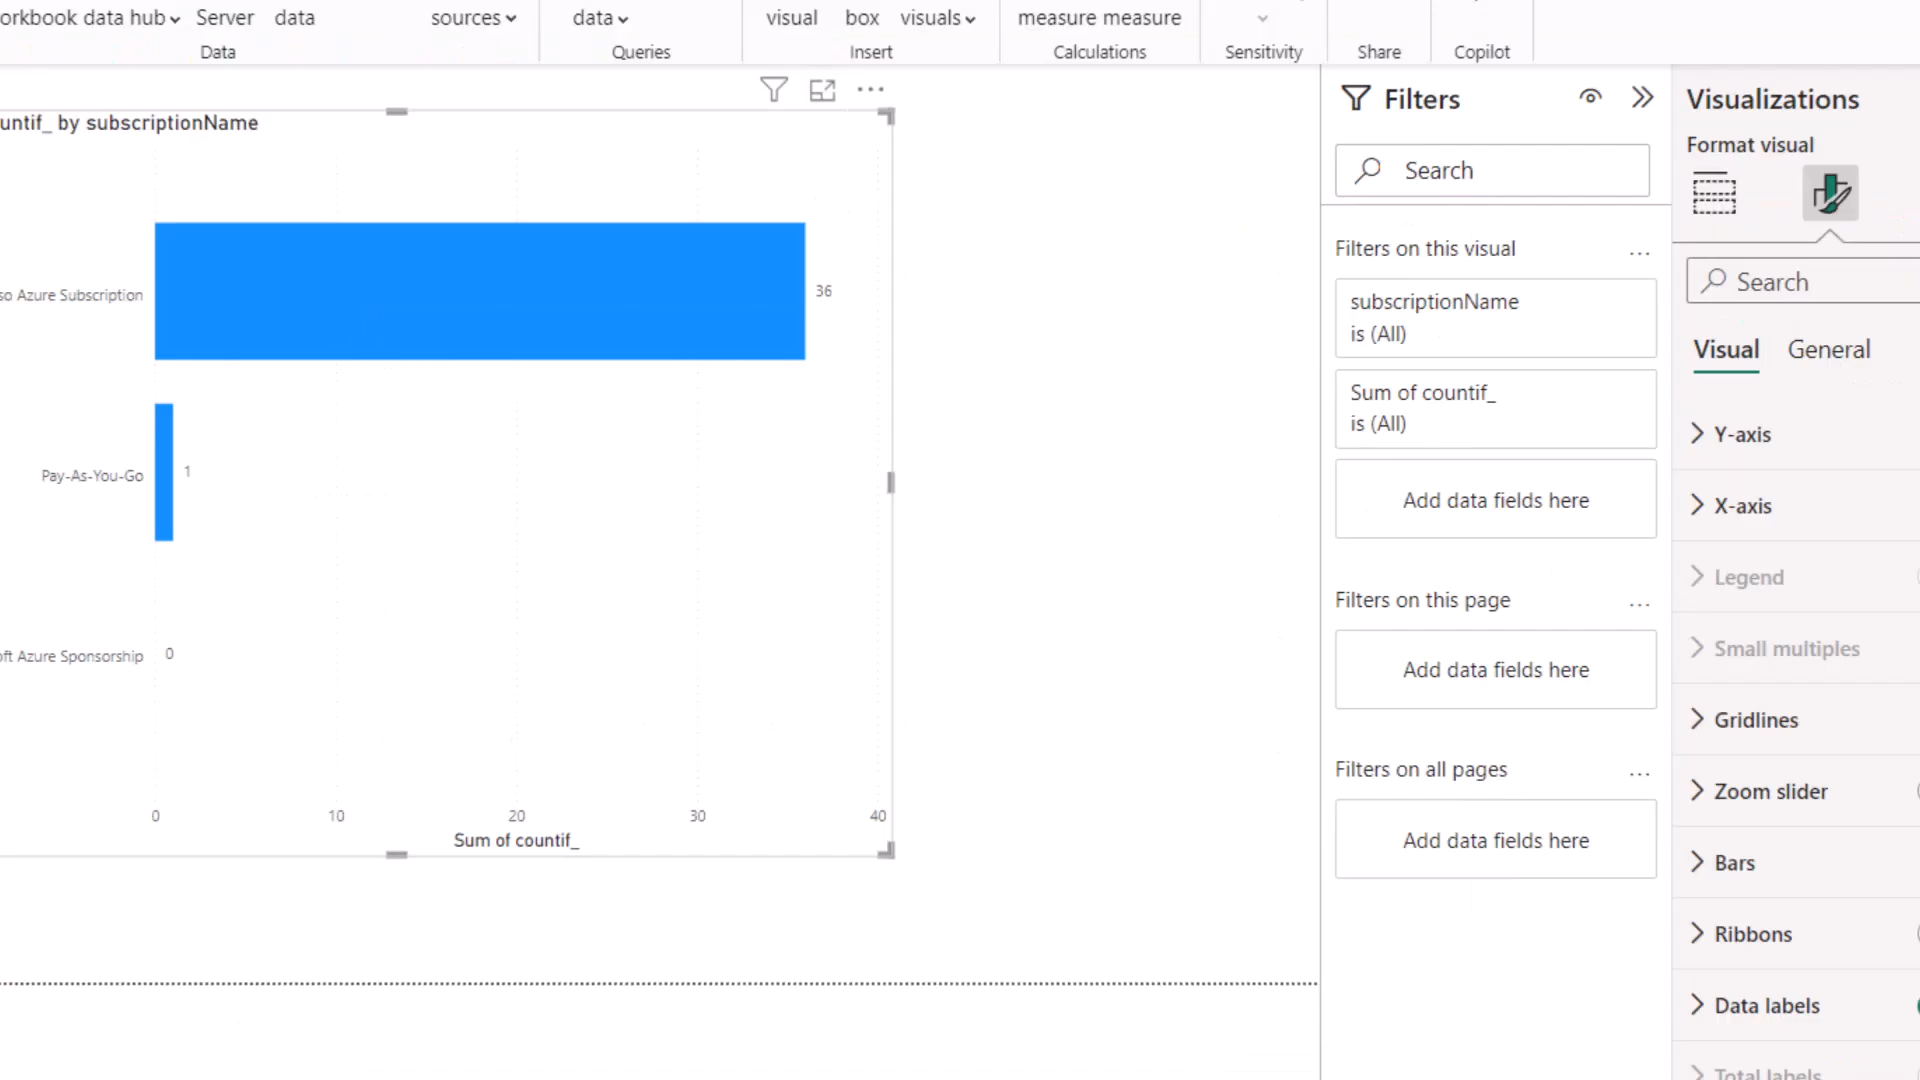 orkbook data hub Server data sources data visual box visuals measure measure
Data Queries Insert Calculations Sensitivity Share Copilot
untif_ by subscriptionName
so Azure Subscription
36
Pay-As-You-Go
1
oft Azure Sponsorship
0
0 10 20 30 40
Sum of countif_
Filters
Search
Filters on this visual
...
subscriptionName
is (All)
Sum of countif_
is (All)
Add data fields here
Filters on this page
...
Add data fields here
Filters on all pages
...
Add data fields here
Visualizations
Format visual
Search
Visual General
Y-axis
X-axis
Legend
Small multiples
Gridlines
Zoom slider
Bars
Ribbons
Data labels
Total labels